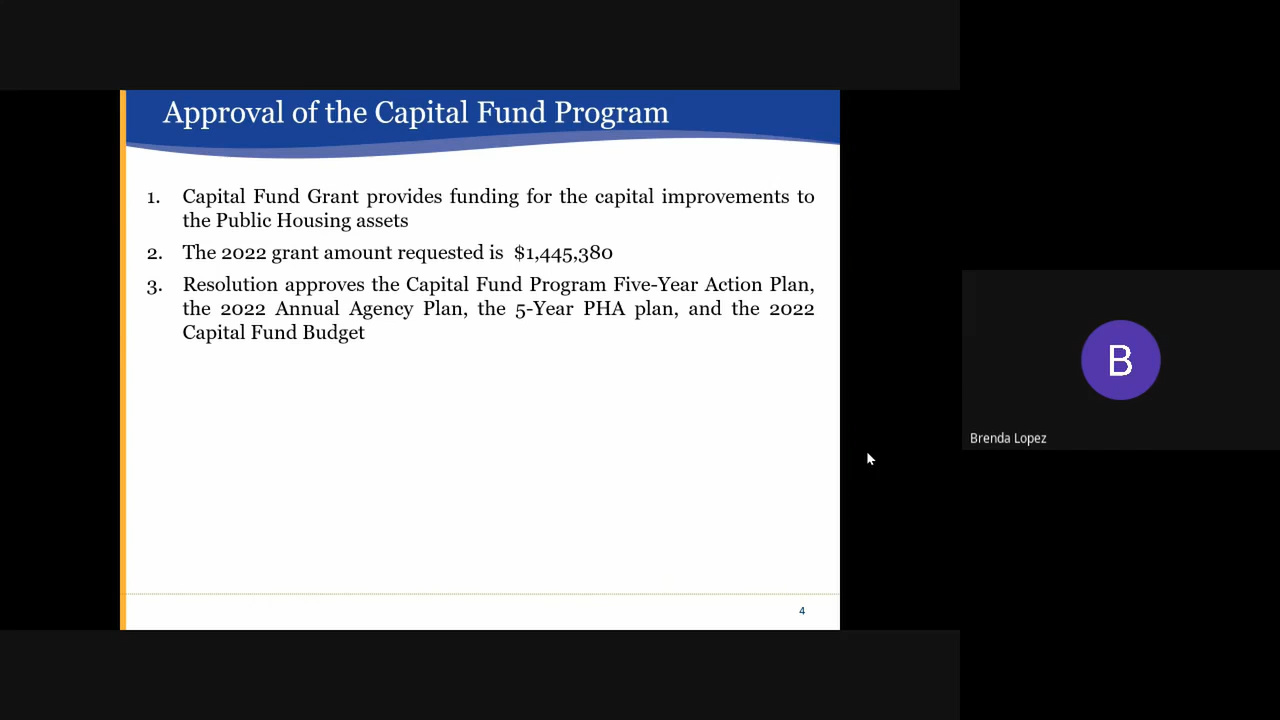 Approval of the Capital Fund Program
1. Capital Fund Grant provides funding for the capital improvements to
the Public Housing assets
2. The 2022 grant amount requested is $1,445,380
3. Resolution approves the Capital Fund Program Five-Year Action Plan,
the 2022 Annual Agency Plan, the 5-Year PHA plan, and the 2022
Capital Fund Budget
4
B
Brenda Lopez